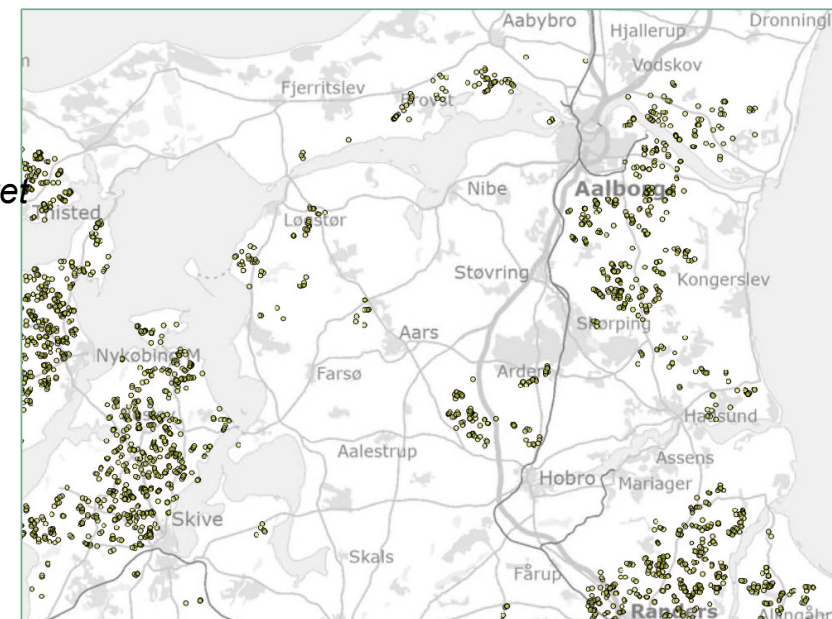 Aabybro
Dronningl
Hjallerup
Vodskov
Fjerritslev
Brovst
et
Thisted
Nibe
Aalborg
Løgstør
Støvring
Kongerslev
Skørping
Aars
Nykøbing M
Farsø
Arden
Hadsund
Aalestrup
Assens
Hobro
Mariager
Skive
Skals
Fårup
Randers